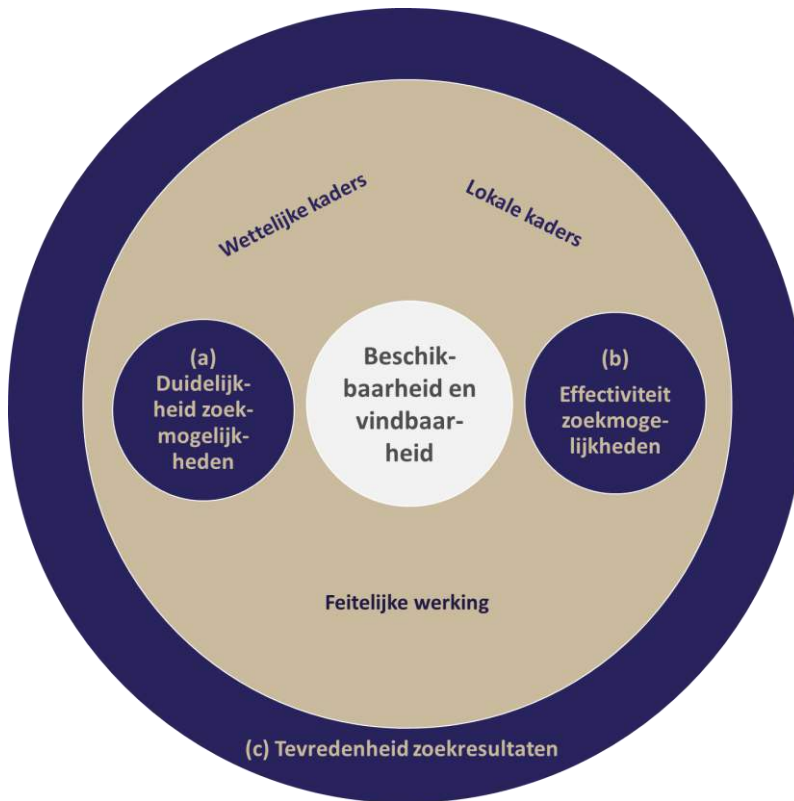 Wettelijke kaders
Lokale kaders
(a)
Duidelijk-
heid zoek-
mogelijk-
heden
Beschik-
baarheid en
vindbaar-
heid
(b)
Effectiviteit
zoekmoge-
lijkheden
Feitelijke werking
(c) Tevredenheid zoekresultaten